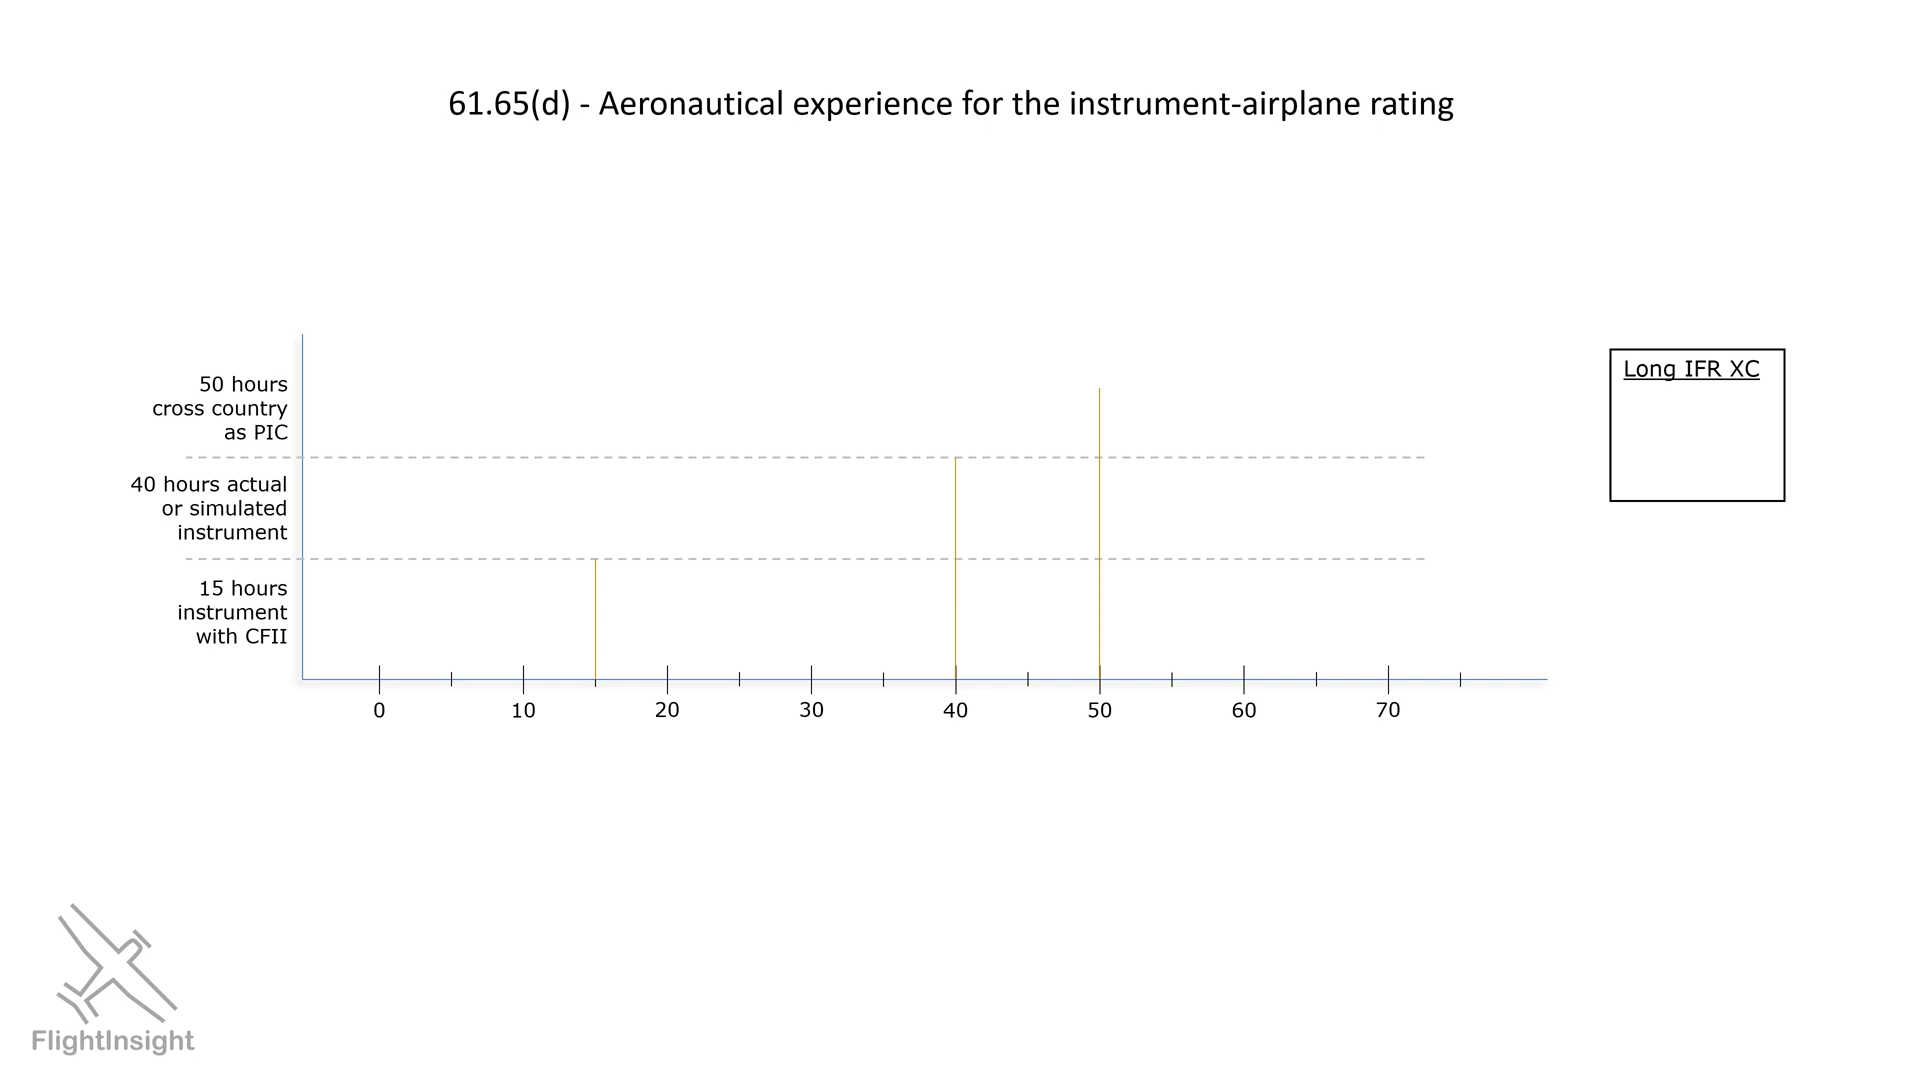 61.65(d) - Aeronautical experience for the instrument-airplane rating
50 hours
cross country
as PIC
40 hours actual
or simulated
instrument
15 hours
instrument
with CFII
0 10 20 30 40 50 60 70
Long IFR XC
FlightInsight